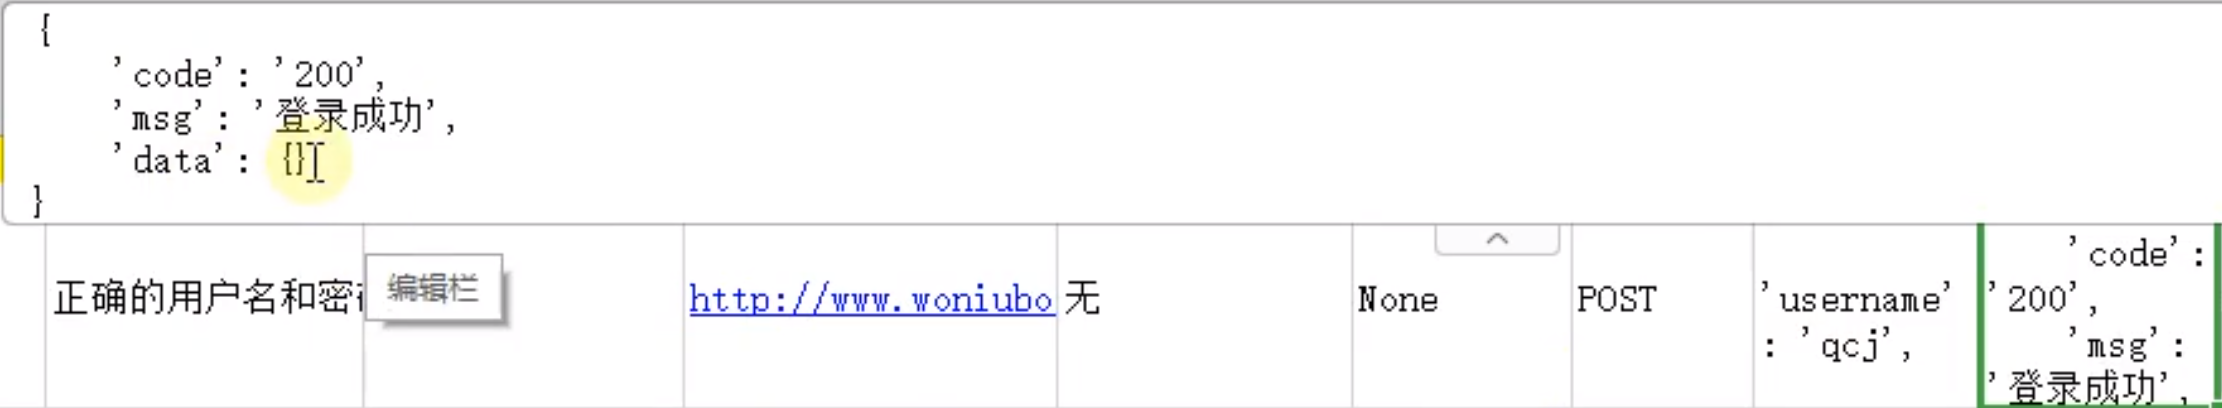 {
'code': '200',
'msg': '登录成功',
'data': {}
}
正确的用户名和密
编辑栏
http://www.woniubo
无
None
POST
'username'
: 'qcj',
'code':
'200',
'msg':
'登录成功',